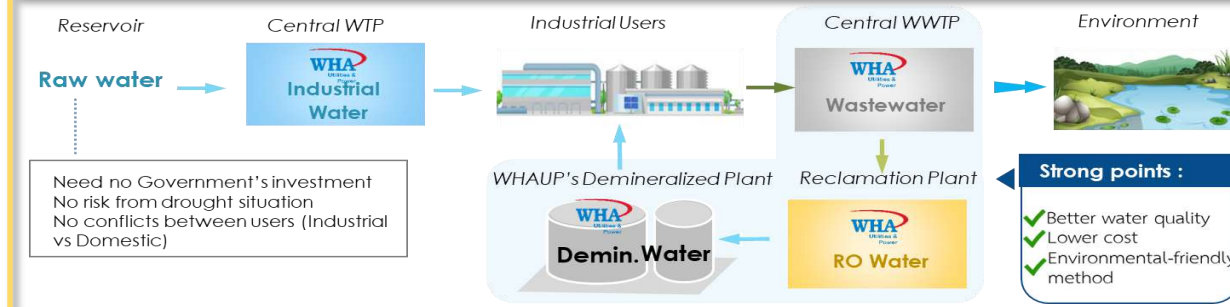 Reservoir
Central WTP
Industrial Users
Central WWTP
Environment
Raw water
WHA
Utilities &
Power
Industrial
Water
WHA
Utilities &
Power
Wastewater
Need no Government's investment
No risk from drought situation
No conflicts between users (Industrial
vs Domestic)
WHAUP's Demineralized Plant
Reclamation Plant
WHA
Utilities &
Power
Demin.Water
WHA
Utilities &
Power
RO Water
Strong points :
Better water quality
Lower cost
Environmental-friendly
method